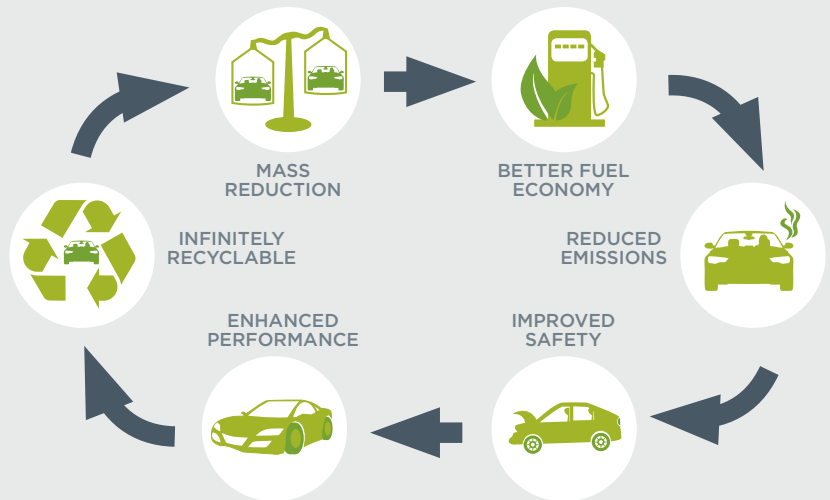 MASS
REDUCTION
BETTER FUEL
ECONOMY
INFINITELY
RECYCLABLE
REDUCED
EMISSIONS
ENHANCED
PERFORMANCE
IMPROVED
SAFETY